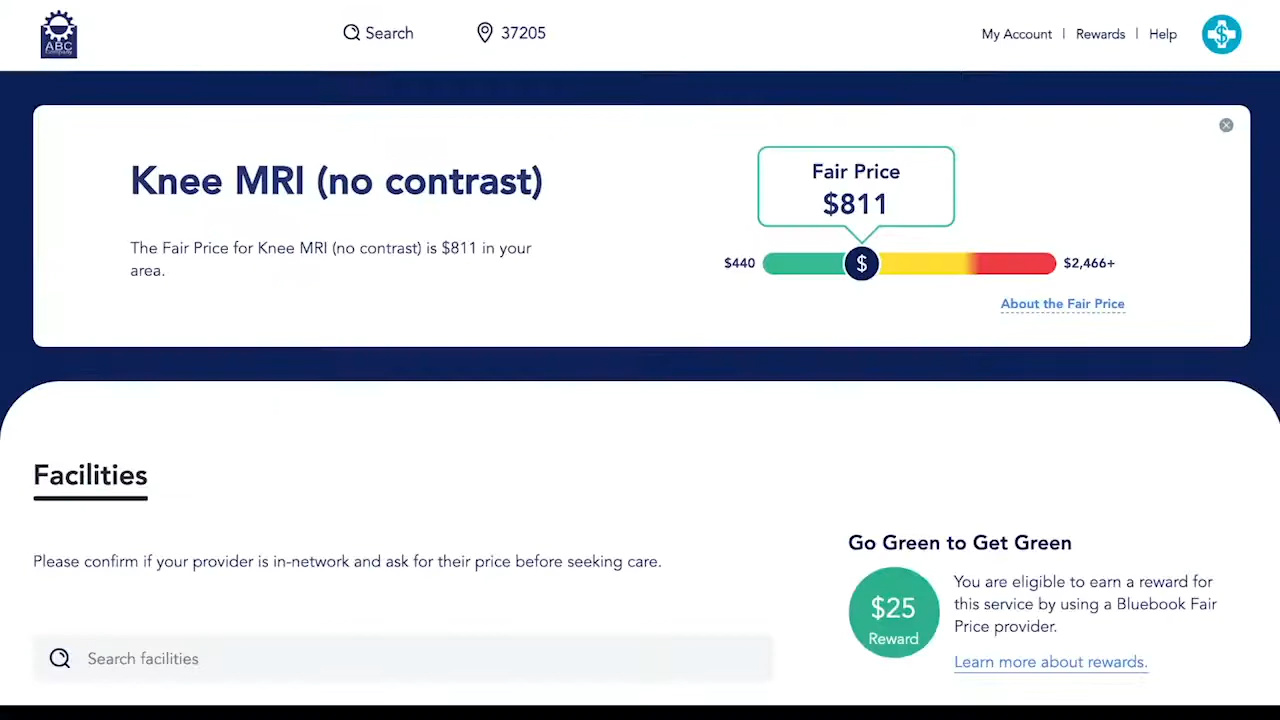 ABC
Company
Search
37205
My Account | Rewards | Help
$
Knee MRI (no contrast)
The Fair Price for Knee MRI (no contrast) is $811 in your
area.
Fair Price
$811
$440
$
$2,466+
About the Fair Price
Facilities
Please confirm if your provider is in-network and ask for their price before seeking care.
Search facilities
Go Green to Get Green
$25
Reward
You are eligible to earn a reward for
this service by using a Bluebook Fair
Price provider.
Learn more about rewards.